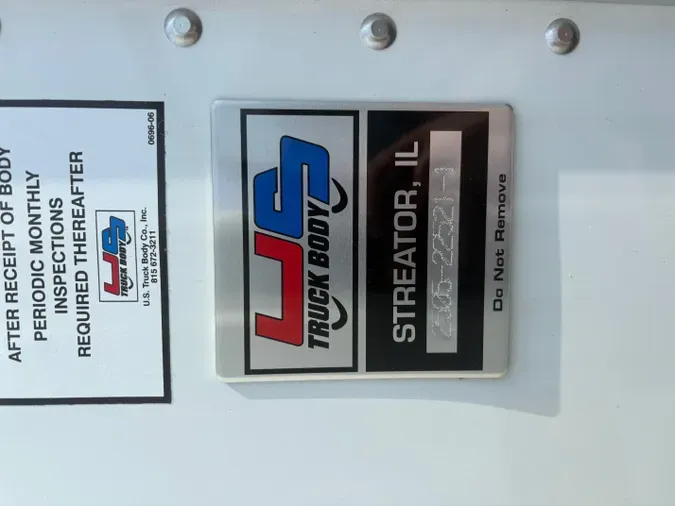 AFTER RECEIPT OF BODY
PERIODIC MONTHLY
INSPECTIONS
REQUIRED THEREAFTER
US
TRUCK BODY
U.S. Truck Body Co., Inc.
815 672-3211
0696-06
US
TRUCK BODY
STREATOR, IL
Do Not Remove